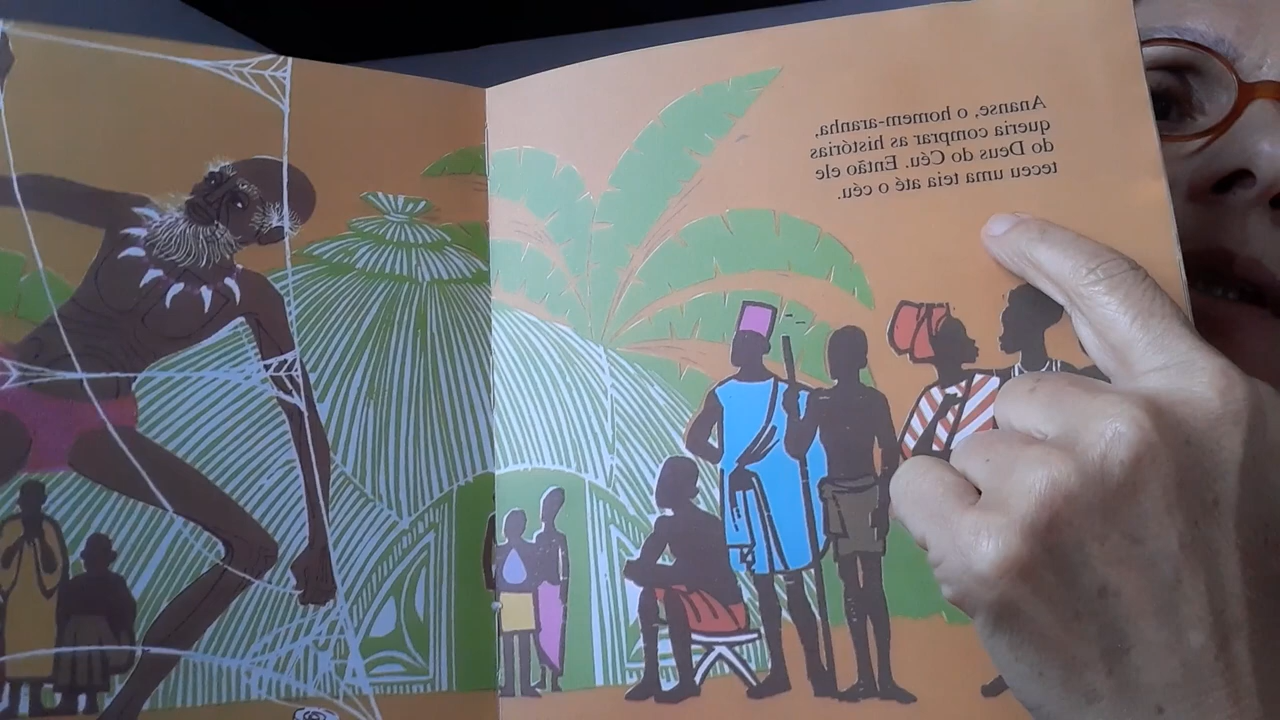 Ananse, o homem-aranha,
queria comprar as histórias
do Deus do Céu. Então ele
teceu uma teia até o céu.